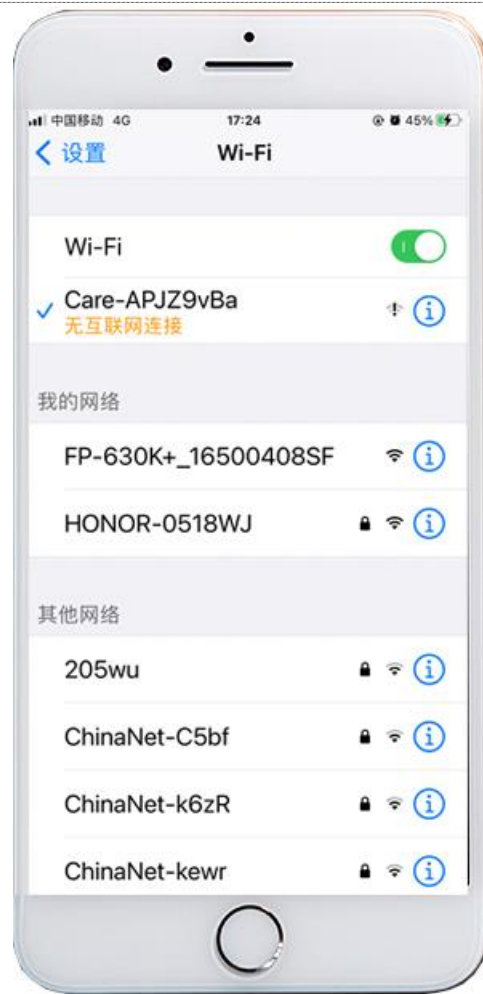 中国移动 4G 17:24 45%
设置 Wi-Fi
Wi-Fi
Care-APJZ9vBa
无互联网连接
我的网络
FP-630K+_16500408SF
HONOR-0518WJ
其他网络
205wu
ChinaNet-C5bf
ChinaNet-k6zR
ChinaNet-kewr